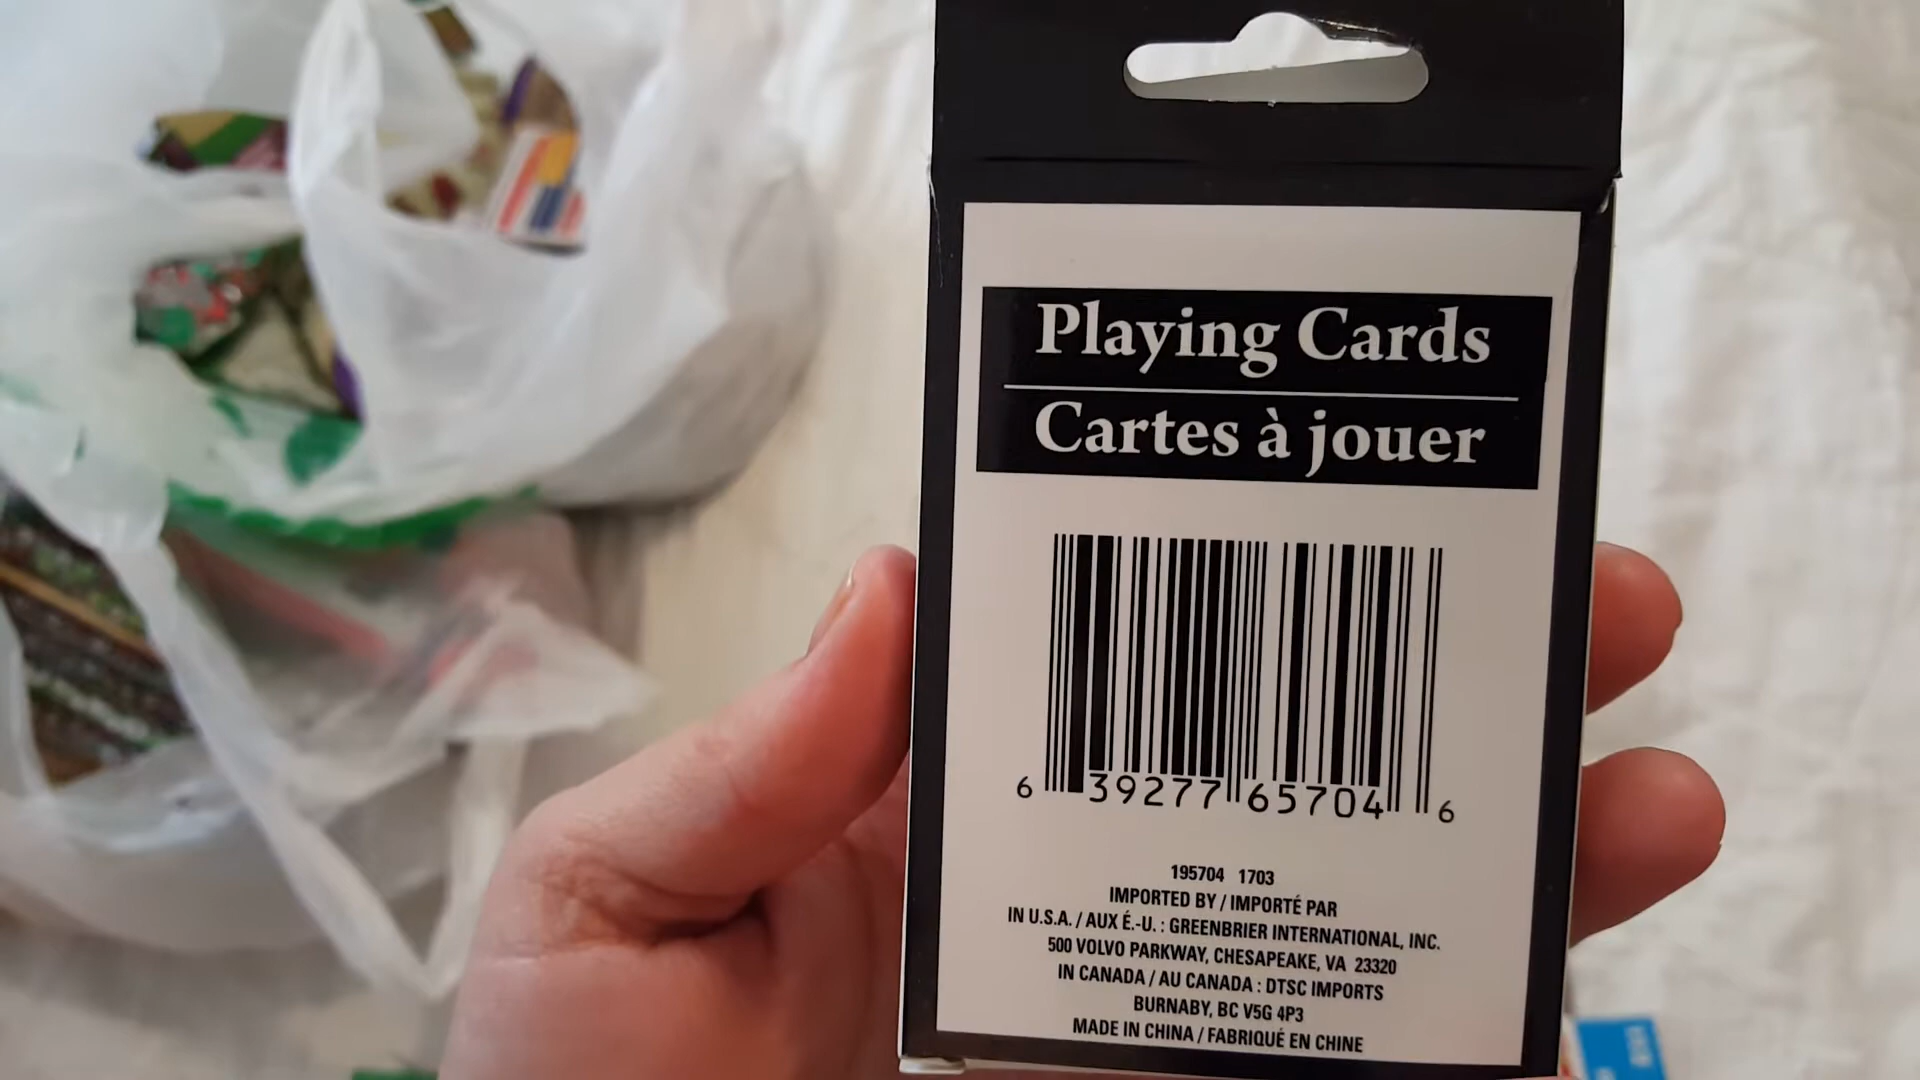 Playing Cards
Cartes à jouer
6 39277 65704 6
195704 1703
IMPORTED BY / IMPORTÉ PAR
IN U.S.A. / AUX É.-U. : GREENBRIER INTERNATIONAL, INC.
500 VOLVO PARKWAY, CHESAPEAKE, VA 23320
IN CANADA / AU CANADA : DTSC IMPORTS
BURNABY, BC V5G 4P3
MADE IN CHINA / FABRIQUÉ EN CHINE